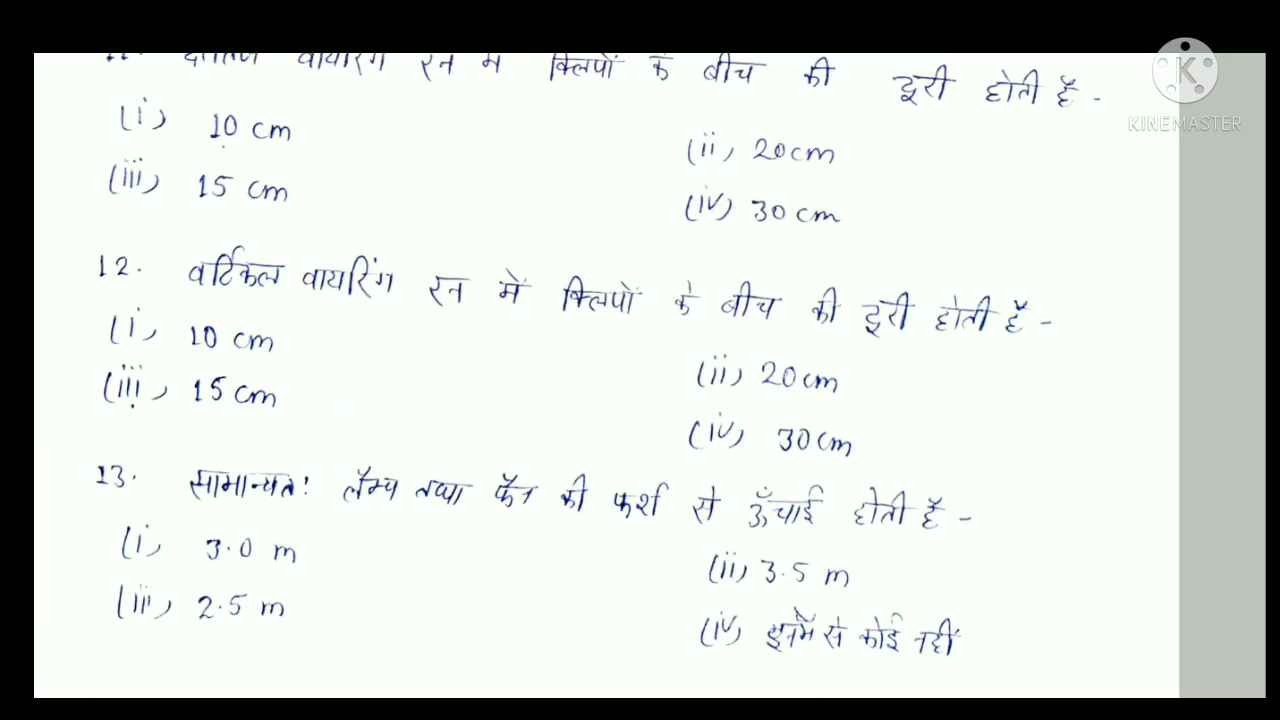 वायरिंग रन में क्लिपों के बीच की दूरी होती है -
(i) 10 cm
(ii) 20cm
(iii) 15 cm
(iv) 30 cm
12. वर्टिकल वायरिंग रन में क्लिपों के बीच की दूरी होती है -
(i) 10 cm
(ii) 20cm
(iii) 15 cm
(iv) 30cm
13. सामान्यतः लैम्प तथा फैन की फर्श से ऊँचाई होती है -
(i) 3.0 m
(ii) 3.5 m
(iii) 2.5 m
(iv) इनमें से कोई नहीं
KINEMASTER